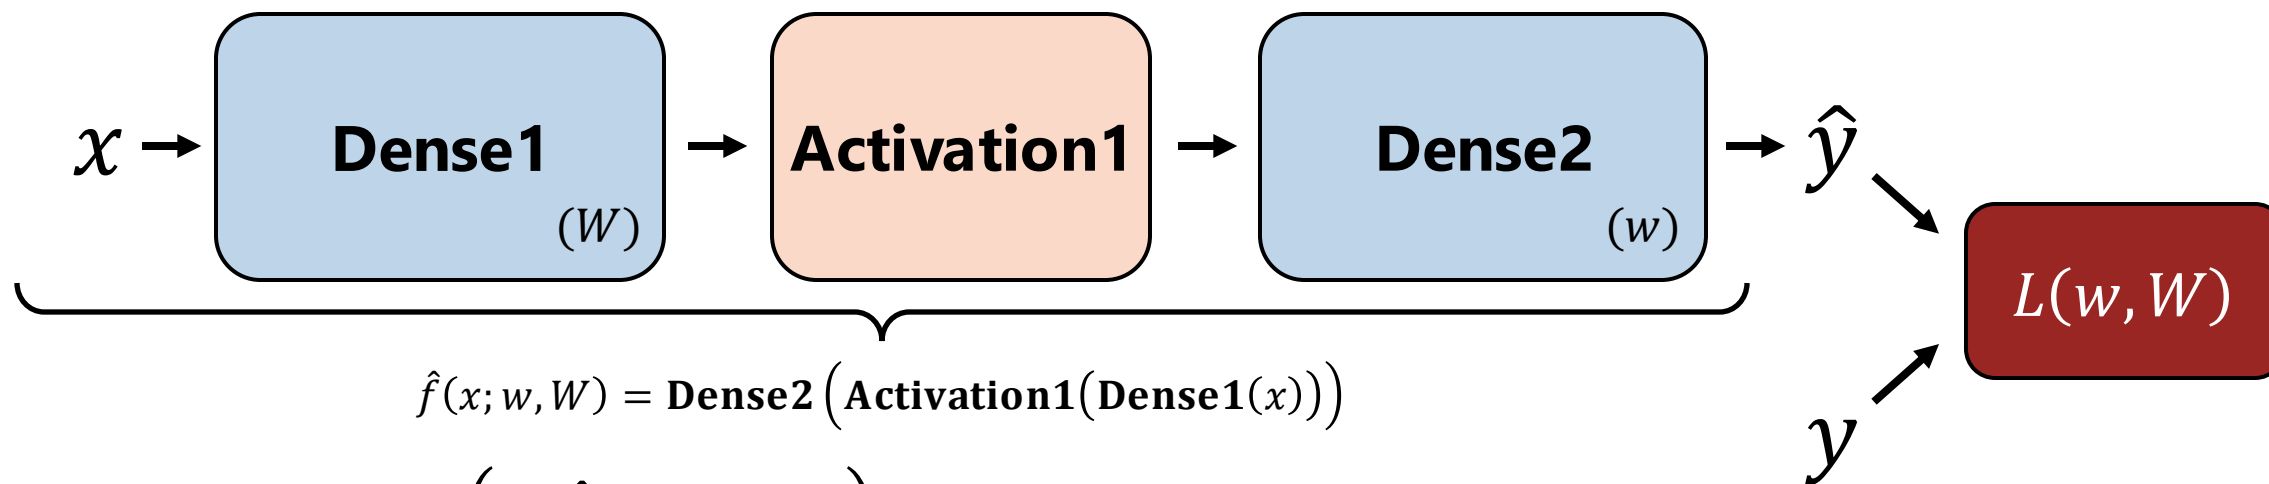 x Dense1 Activation1 Dense2 ŷ
(W) (w)
L(w, W)
f̂(x; w, W) = Dense2(Activation1(Dense1(x)))
y